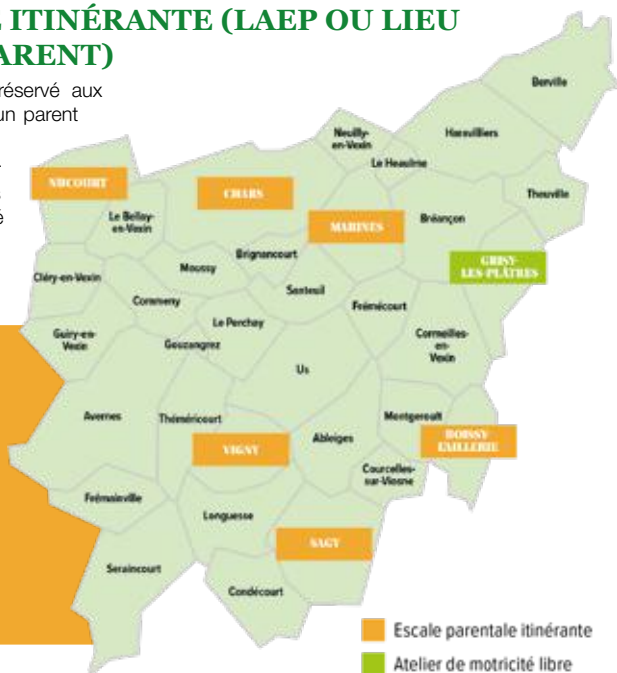 ITINÉRANTE (LAEP OU LIEU
ARENT)
réservé aux
un parent
Berville
Neuilly-
en-Vexin
Haravilliers
Le Heaulme
NUCOURT
CHARS
Theuville
Le Bellay-
en-Vexin
MARINES
Bréançon
Brignancourt
GRISY-
LES-PLÂTRES
Moussy
Cléry-en-Vexin
Santeuil
Commeny
Frémécourt
Le Perchay
Guiry-en-
Vexin
Gouzangrez
Cormeilles-
en-
Vexin
Us
Avernes
Théméricourt
Montgeroult
VIGNY
Ableiges
BOISSY
L'AILLERIE
Courcelles-
sur-Viosne
Frémainville
Longuesse
SAGY
Seraincourt
Condécourt
Escale parentale itinérante
Atelier de motricité libre